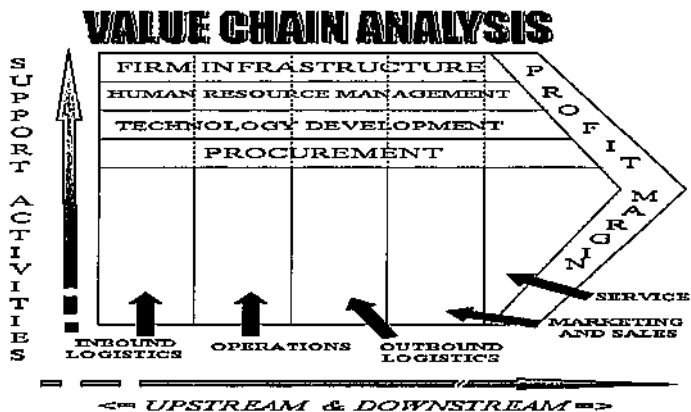 VALUE CHAIN ANALYSIS
SUPPORT ACTIVITIES
FIRM INFRASTRUCTURE
HUMAN RESOURCE MANAGEMENT
TECHNOLOGY DEVELOPMENT
PROCUREMENT
PROFIT MARGIN
INBOUND
LOGISTICS
OPERATIONS
OUTBOUND
LOGISTICS
MARKETING
AND SALES
SERVICE
<= UPSTREAM & DOWNSTREAM =>